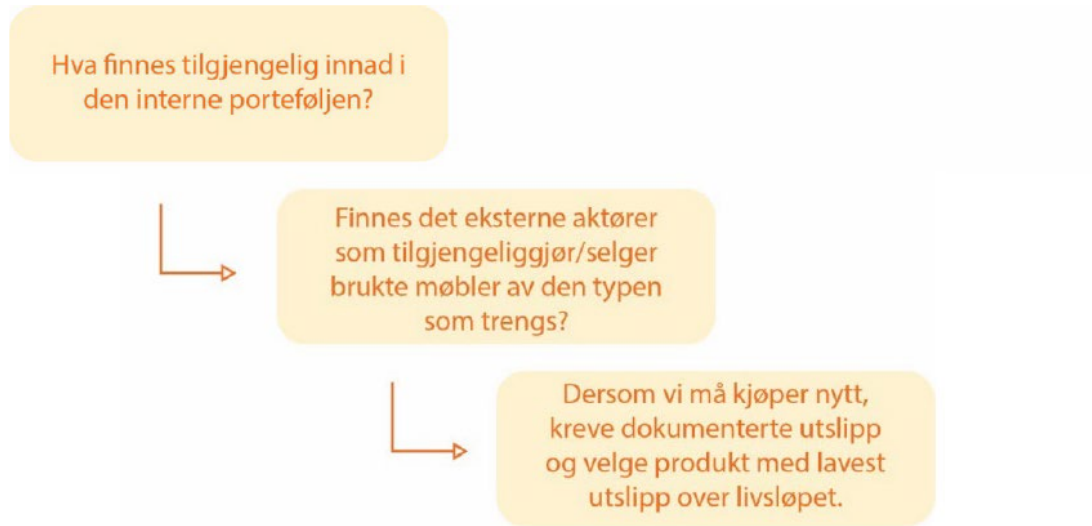 Hva finnes tilgjengelig innad i
den interne porteføljen?
Finnes det eksterne aktører
som tilgjengeliggjør/selger
brukte møbler av den typen
som trengs?
Dersom vi må kjøper nytt,
kreve dokumenterte utslipp
og velge produkt med lavest
utslipp over livsløpet.